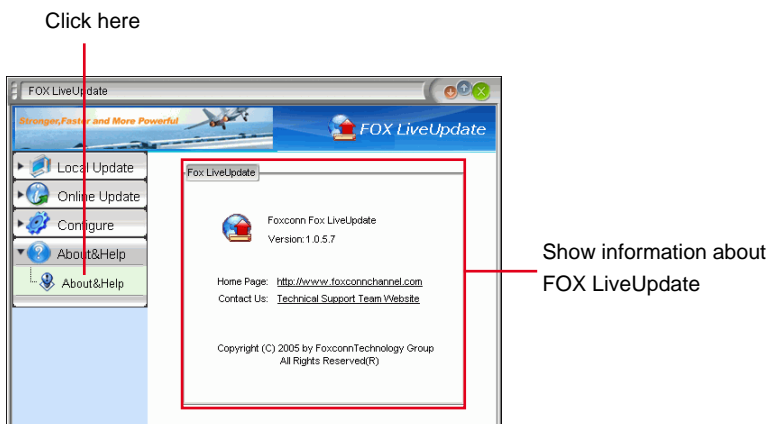 Click here
FOX LiveUpdate
Stronger,Faster and More Powerful
FOX LiveUpdate
Local Update
Online Update
Configure
About&Help
About&Help
Fox LiveUpdate
Foxconn Fox LiveUpdate
Version:1.0.5.7
Home Page: http://www.foxconnchannel.com
Contact Us: Technical Support Team Website
Copyright (C) 2005 by FoxconnTechnology Group
All Rights Reserved(R)
Show information about
FOX LiveUpdate